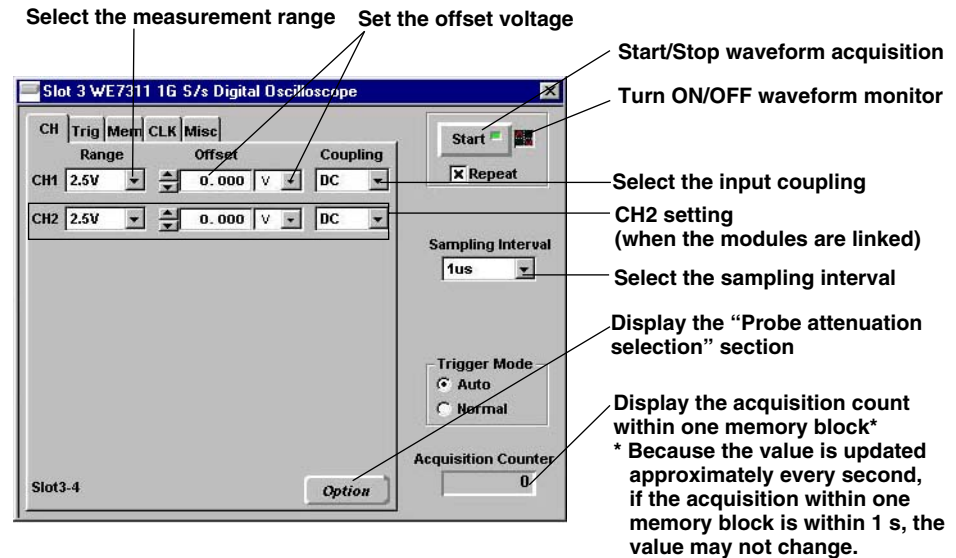 Select the measurement range
Set the offset voltage
Start/Stop waveform acquisition
Turn ON/OFF waveform monitor
Slot 3 WE7311 1G S/s Digital Oscilloscope
CH Trig Mem CLK Misc
Range Offset Coupling
CH1 2.5V 0.000 V DC
CH2 2.5V 0.000 V DC
Start
Repeat
Select the input coupling
CH2 setting
(when the modules are linked)
Sampling Interval
1us
Select the sampling interval
Display the “Probe attenuation
selection” section
Trigger Mode
Auto
Normal
Display the acquisition count
within one memory block*
* Because the value is updated
approximately every second,
if the acquisition within one
memory block is within 1 s, the
value may not change.
Acquisition Counter
0
Slot3-4
Option